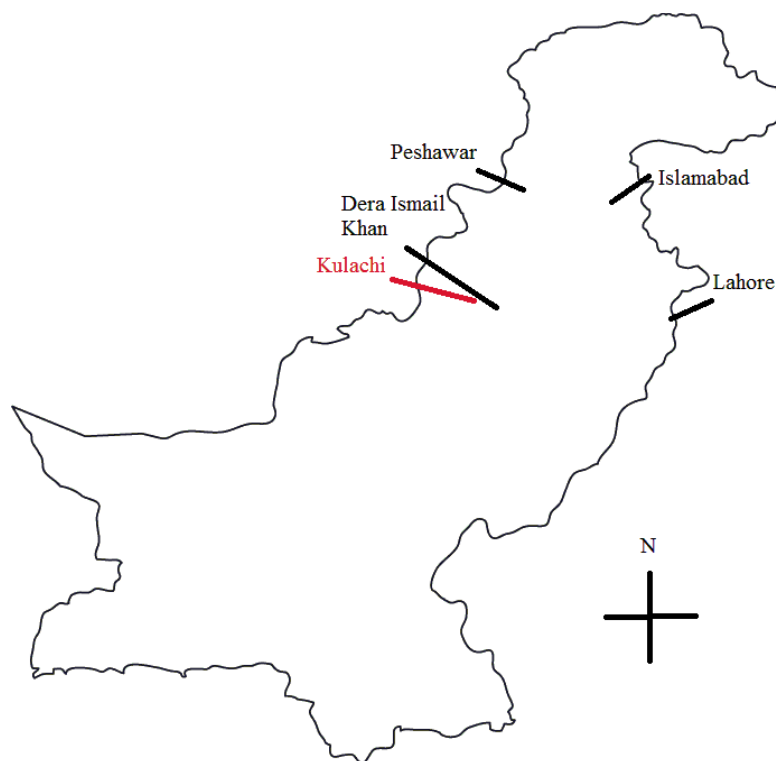 Peshawar
Islamabad
Dera Ismail
Khan
Kulachi
Lahore
N